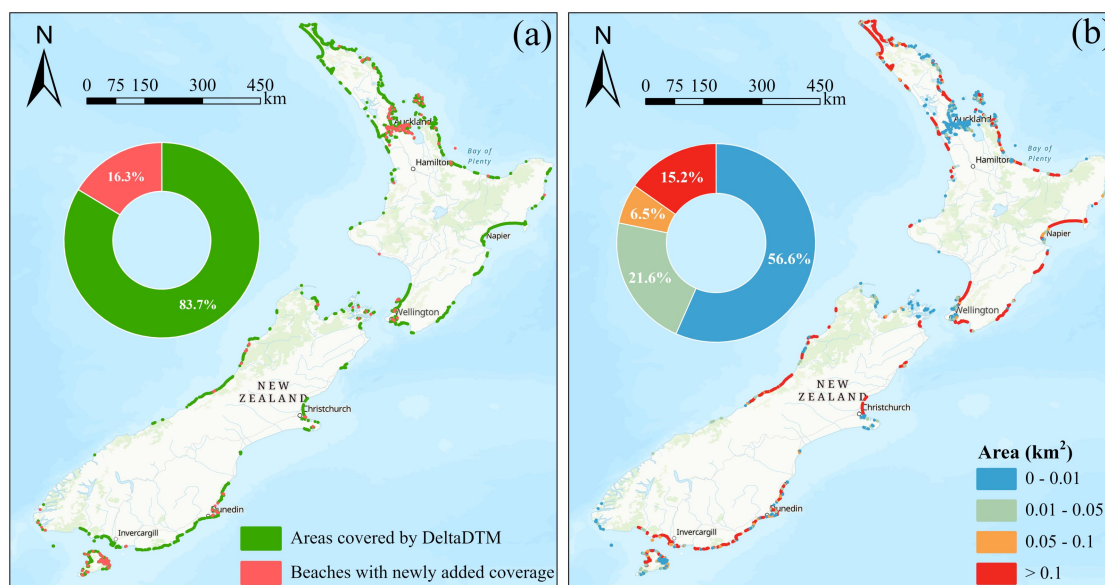 (a)
N
0 75 150 300 450
km
Auckland
Hamilton
Bay of
Plenty
16.3%
83.7%
Napier
Wellington
NEW
ZEALAND
Christchurch
Dunedin
Invercargill
Areas covered by DeltaDTM
Beaches with newly added coverage
(b)
N
0 75 150 300 450
km
Auckland
Hamilton
Bay of
Plenty
15.2%
6.5%
56.6%
21.6%
Napier
Wellington
NEW
ZEALAND
Christchurch
Dunedin
Invercargill
Area (km²)
0 - 0.01
0.01 - 0.05
0.05 - 0.1
> 0.1